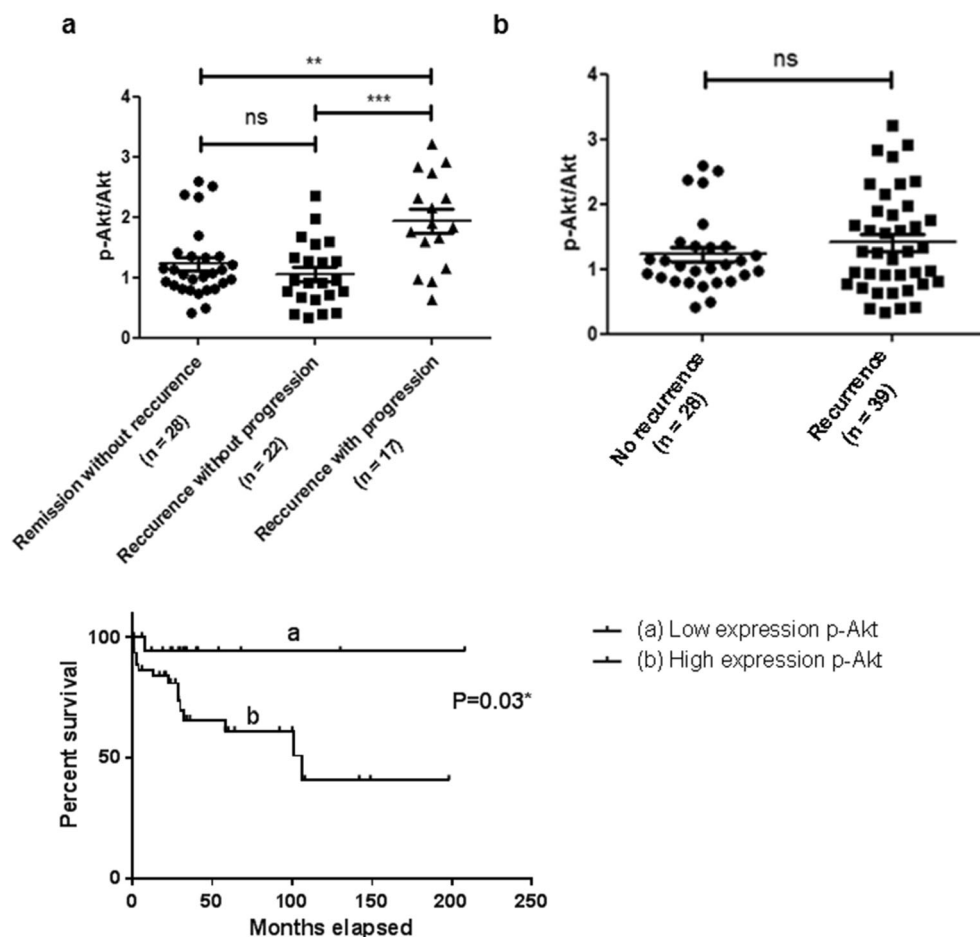 a
**
***
ns
4
3
2
1
0
p-Akt/Akt
Remission without reccurence
(n = 28)
Reccurence without progression
(n = 22)
Reccurence with progression
(n = 17)
b
ns
4
3
2
1
0
p-Akt/Akt
No recurrence
(n = 28)
Recurrence
(n = 39)
100
50
0
Percent survival
a
b
P=0.03*
0 50 100 150 200 250
Months elapsed
(a) Low expression p-Akt
(b) High expression p-Akt